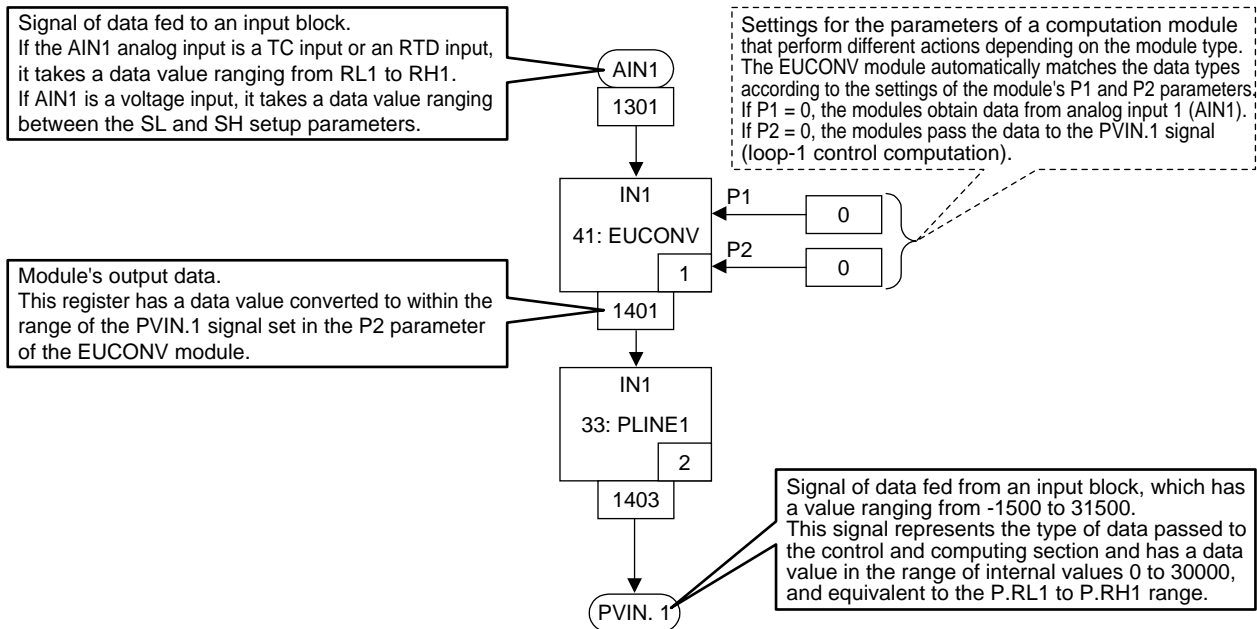 Signal of data fed to an input block.
If the AIN1 analog input is a TC input or an RTD input,
it takes a data value ranging from RL1 to RH1.
If AIN1 is a voltage input, it takes a data value ranging
between the SL and SH setup parameters.
AIN1
1301
Settings for the parameters of a computation module
that perform different actions depending on the module type.
The EUCONV module automatically matches the data types
according to the settings of the module's P1 and P2 parameters.
If P1 = 0, the modules obtain data from analog input 1 (AIN1).
If P2 = 0, the modules pass the data to the PVIN.1 signal
(loop-1 control computation).
IN1
P1
0
41: EUCONV
P2
0
1
1401
Module's output data.
This register has a data value converted to within the
range of the PVIN.1 signal set in the P2 parameter
of the EUCONV module.
IN1
33: PLINE1
2
1403
Signal of data fed from an input block, which has
a value ranging from -1500 to 31500.
This signal represents the type of data passed to
the control and computing section and has a data
value in the range of internal values 0 to 30000,
and equivalent to the P.RL1 to P.RH1 range.
PVIN. 1